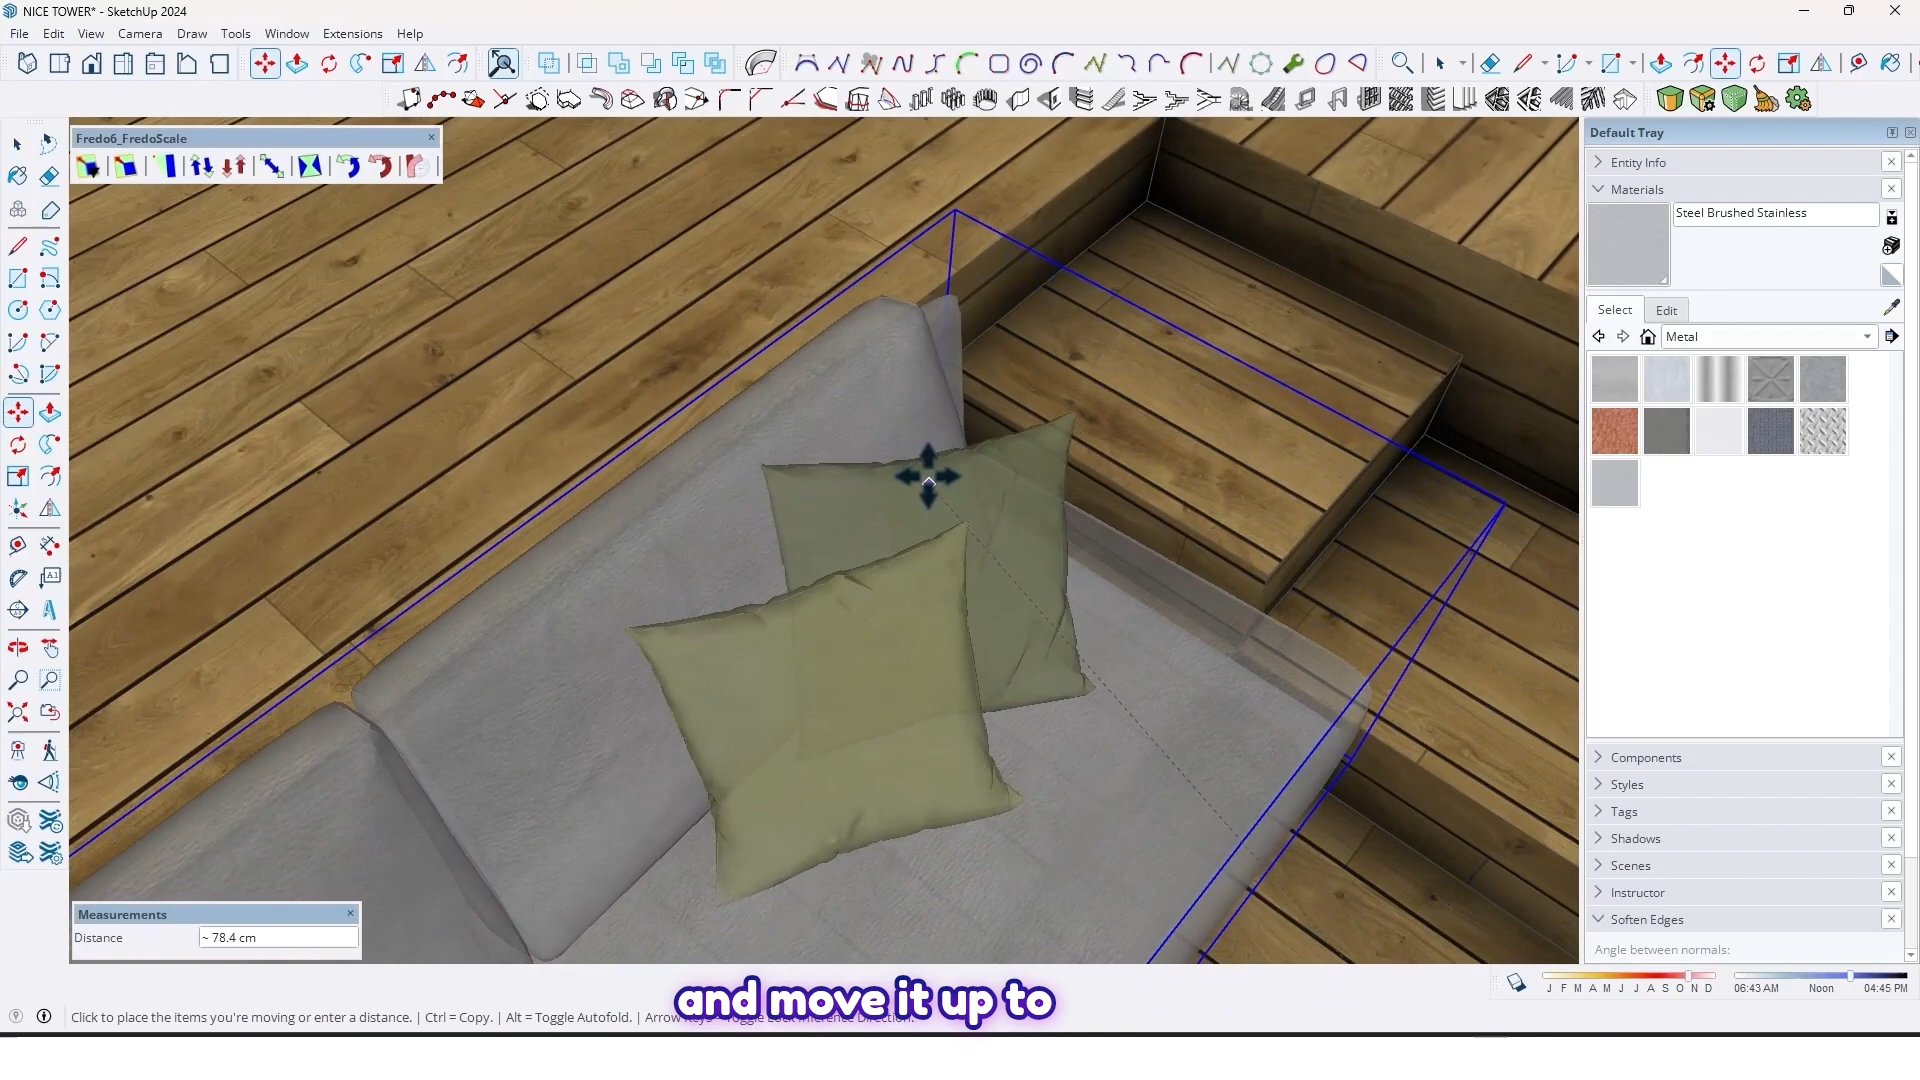 NICE TOWER* - SketchUp 2024
File Edit View Camera Draw Tools Window Extensions Help
Fredo6_FredoScale
Default Tray
Entity Info
Materials
Steel Brushed Stainless
Select Edit
Metal
A1
Components
Styles
Tags
Shadows
Scenes
Instructor
Soften Edges
Angle between normals:
Measurements
Distance ~ 78.4 cm
J F M A M J J A S O N D 06:43 AM Noon 04:45 PM
and move it up to
Click to place the items you're moving or enter a distance. | Ctrl = Copy. | Alt = Toggle Autofold. | Arrow